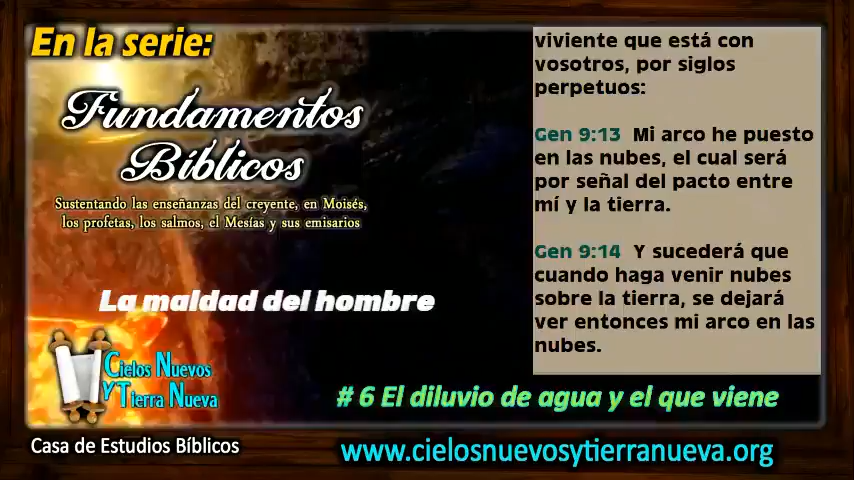 En la serie:
Fundamentos
Bíblicos
Sustentando las enseñanzas del creyente, en Moisés,
los profetas, los salmos, el Mesías y sus emisarios
La maldad del hombre
Cielos Nuevos
Y Tierra Nueva
Casa de Estudios Bíblicos
viviente que está con
vosotros, por siglos
perpetuos:
Gen 9:13 Mi arco he puesto
en las nubes, el cual será
por señal del pacto entre
mí y la tierra.
Gen 9:14 Y sucederá que
cuando haga venir nubes
sobre la tierra, se dejará
ver entonces mi arco en las
nubes.
# 6 El diluvio de agua y el que viene
www.cielosnuevosytierranueva.org